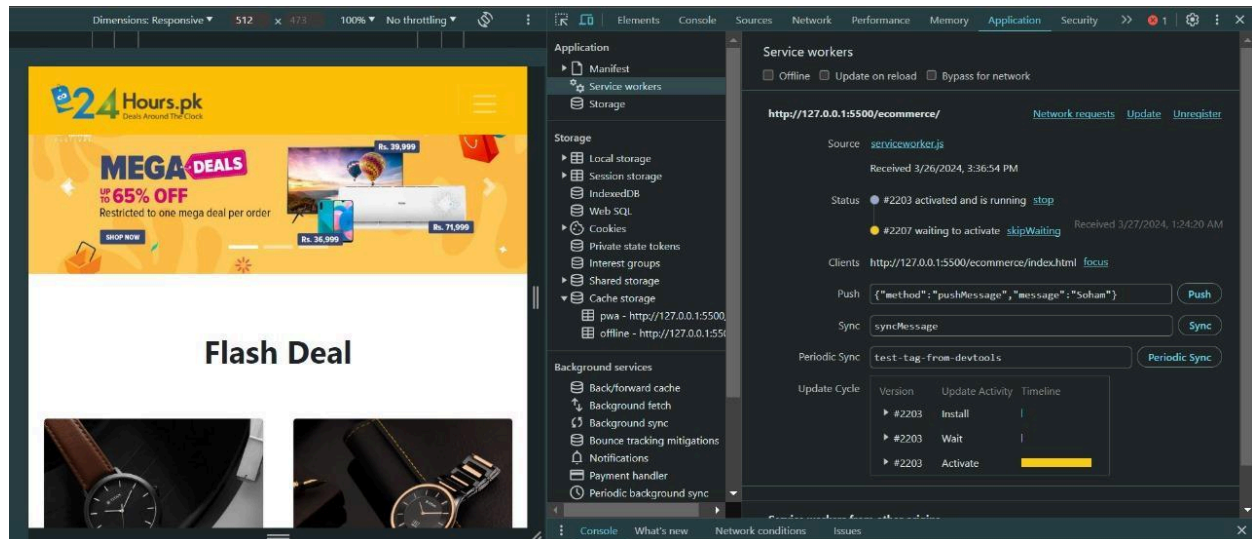 Dimensions: Responsive ▼ 512 x 473 100% ▼ No throttling ▼
24 Hours.pk
Deals Around The Clock
MEGA DEALS
UP TO 65% OFF
Restricted to one mega deal per order
SHOP NOW
Rs. 39,999
Rs. 36,999
Rs. 71,999
Flash Deal
Elements Console Sources Network Performance Memory Application Security >> 1
Application
Manifest
Service workers
Storage
Storage
Local storage
Session storage
IndexedDB
Web SQL
Cookies
Private state tokens
Interest groups
Shared storage
Cache storage
pwa - http://127.0.0.1:5500
offline - http://127.0.0.1:550
Background services
Back/forward cache
Background fetch
Background sync
Bounce tracking mitigations
Notifications
Payment handler
Periodic background sync
Service workers
Offline Update on reload Bypass for network
http://127.0.0.1:5500/ecommerce/ Network requests Update Unregister
Source serviceworker.js
Received 3/26/2024, 3:36:54 PM
Status #2203 activated and is running stop
#2207 waiting to activate skipWaiting Received 3/27/2024, 1:24:20 AM
Clients http://127.0.0.1:5500/ecommerce/index.html focus
Push {"method":"pushMessage","message":"Soham"} Push
Sync syncMessage Sync
Periodic Sync test-tag-from-devtools Periodic Sync
Update Cycle Version Update Activity Timeline
#2203 Install
#2203 Wait
#2203 Activate
Console What's new Network conditions Issues